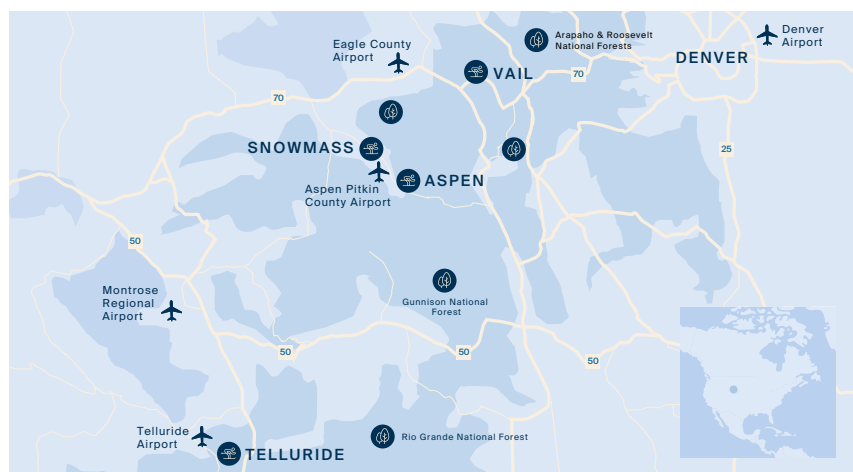 Arapaho & Roosevelt
National Forests
Denver
Airport
Eagle County
Airport
DENVER
VAIL
70
70
SNOWMASS
25
ASPEN
Aspen Pitkin
County Airport
50
Montrose
Regional
Airport
Gunnison National
Forest
50
50
50
Telluride
Airport
Rio Grande National Forest
TELLURIDE